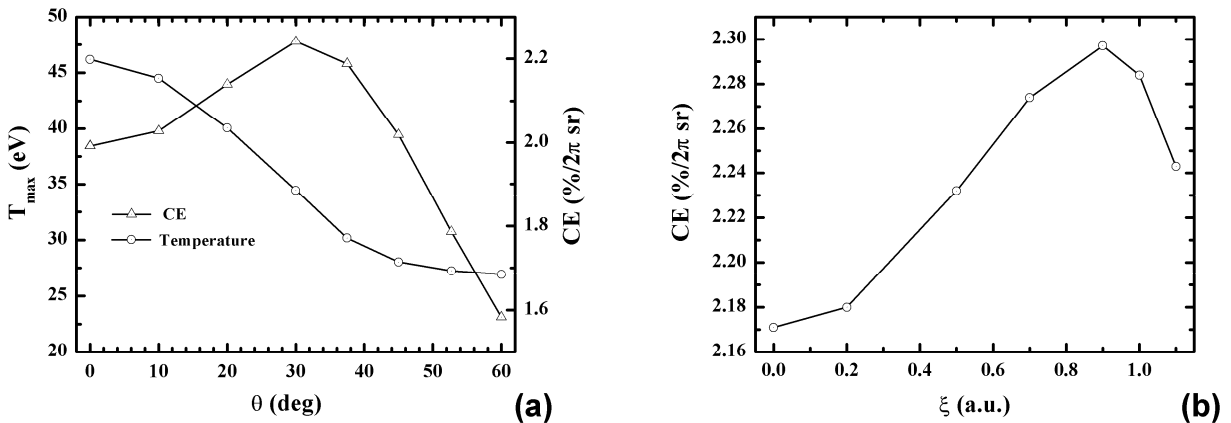 50
45
40
35
30
25
20
T_max (eV)
CE
Temperature
2.2
2.0
1.8
1.6
CE (%/2π sr)
0 10 20 30 40 50 60
θ (deg)
(a)
2.30
2.28
2.26
2.24
2.22
2.20
2.18
2.16
CE (%/2π sr)
0.0 0.2 0.4 0.6 0.8 1.0
ξ (a.u.)
(b)